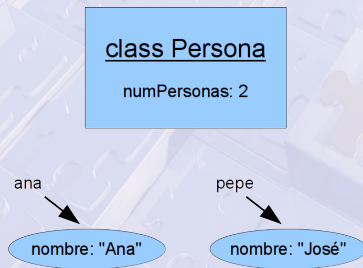 class Persona
numPersonas: 2
ana
pepe
nombre: "Ana"
nombre: "José"